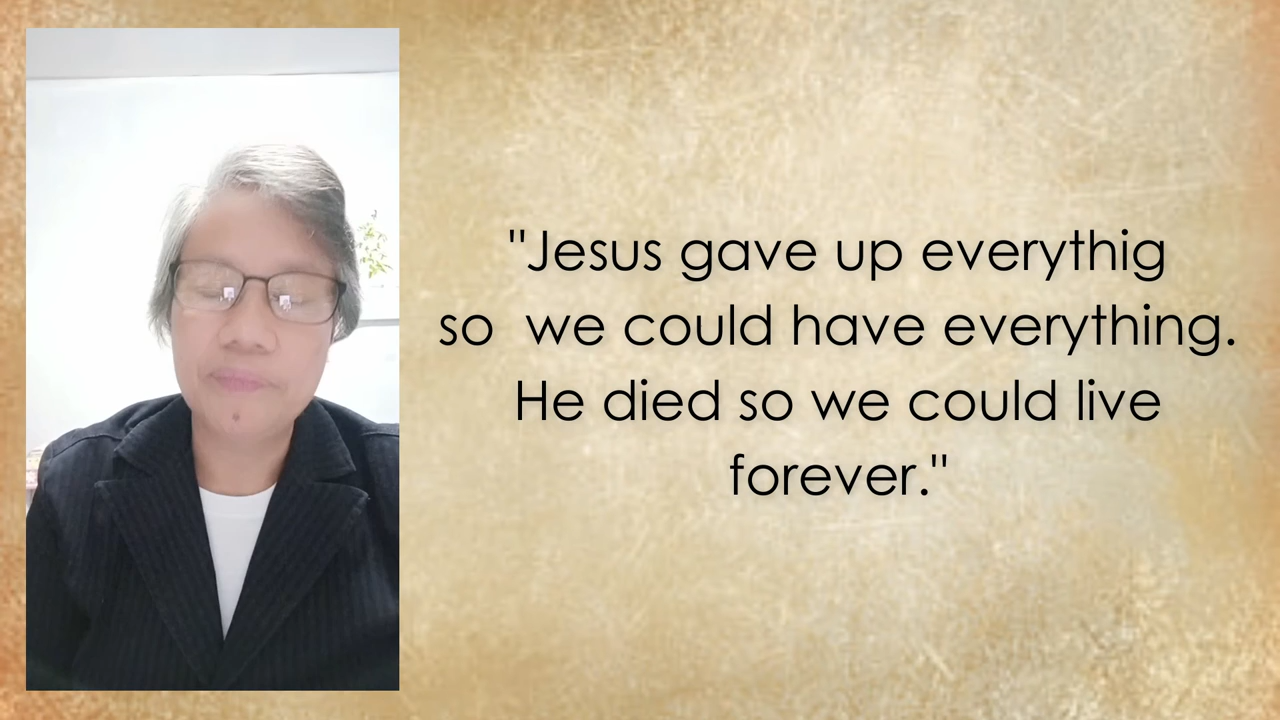 "Jesus gave up everythig
so  we could have everything.
He died so we could live
forever."